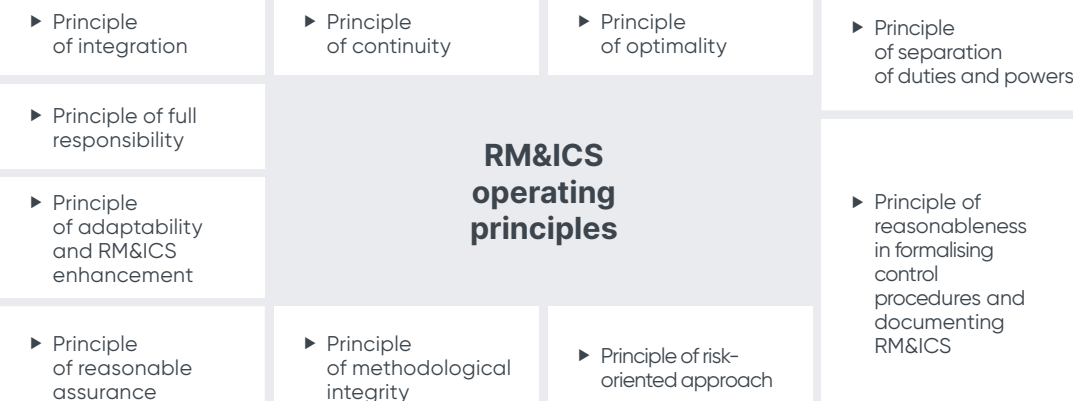 Principle
of integration
Principle
of continuity
Principle
of optimality
Principle
of separation
of duties and powers
Principle of full
responsibility
RM&ICS
operating
principles
Principle
of adaptability
and RM&ICS
enhancement
Principle of
reasonableness
in formalising
control
procedures and
documenting
RM&ICS
Principle
of reasonable
assurance
Principle
of methodological
integrity
Principle of risk-
oriented approach